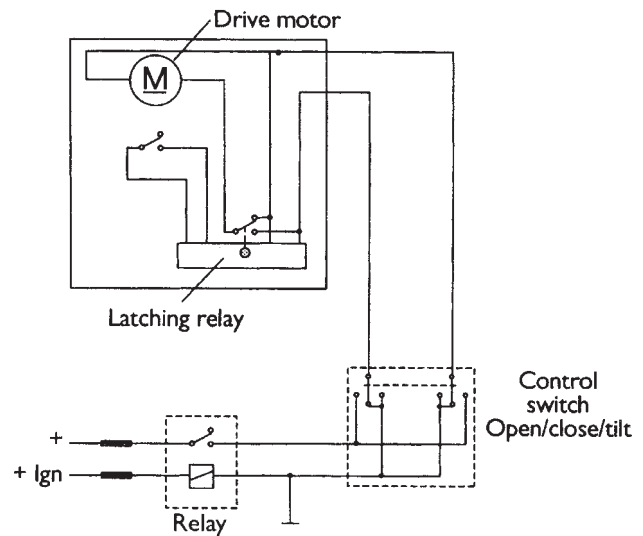 Drive motor
M
Latching relay
Control
switch
Open/close/tilt
+
+ Ign
Relay